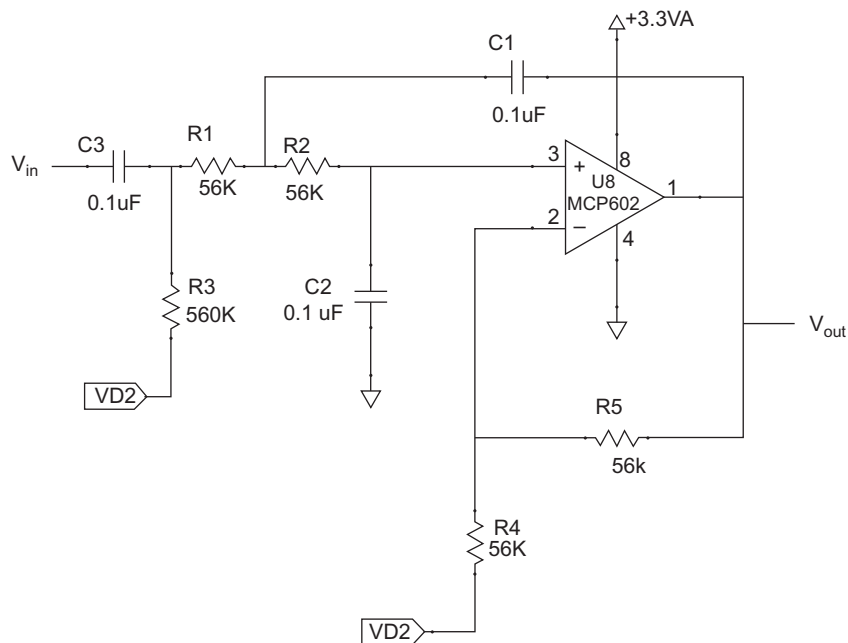 +3.3VA
C1
0.1uF
C3
R1
R2
V_in
0.1uF
56K
56K
3
+
8
U8
MCP602
1
2
−
4
R3
560K
C2
0.1 uF
V_out
VD2
R5
56k
R4
56K
VD2